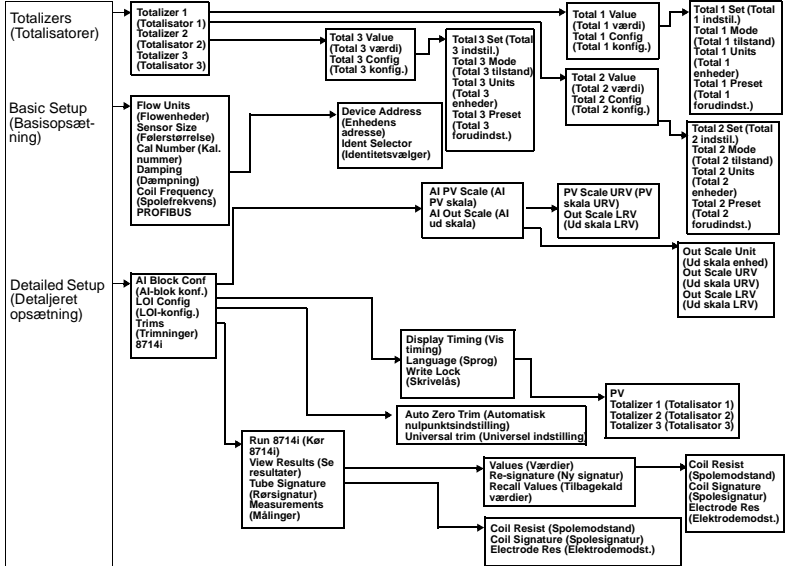 Totalizers
(Totalisatorer)
Totalizer 1
(Totalisator 1)
Totalizer 2
(Totalisator 2)
Totalizer 3
(Totalisator 3)
Total 3 Value
(Total 3 værdi)
Total 3 Config
(Total 3 konfig.)
Total 3 Set (Total
3 indstil.)
Total 3 Mode
(Total 3 tilstand)
Total 3 Units
(Total 3
enheder)
Total 3 Preset
(Total 3
forudindst.)
Total 1 Value
(Total 1 værdi)
Total 1 Config
(Total 1 konfig.)
Total 1 Set (Total
1 indstil.)
Total 1 Mode
(Total 1 tilstand)
Total 1 Units
(Total 1
enheder)
Total 1 Preset
(Total 1
forudindst.)
Total 2 Value
(Total 2 værdi)
Total 2 Config
(Total 2 konfig.)
Total 2 Set (Total
2 indstil.)
Total 2 Mode
(Total 2 tilstand)
Total 2 Units
(Total 2
enheder)
Total 2 Preset
(Total 2
forudindst.)
Basic Setup
(Basisopsæt-
ning)
Flow Units
(Flowenheder)
Sensor Size
(Følerstørrelse)
Cal Number (Kal.
nummer)
Damping
(Dæmpning)
Coil Frequency
(Spolefrekvens)
PROFIBUS
Device Address
(Enhedens
adresse)
Ident Selector
(Identitetsvælger)
Detailed Setup
(Detaljeret
opsætning)
AI Block Conf
(AI-blok konf.)
LOI Config
(LOI-konfig.)
Trims
(Trimninger)
8714i
AI PV Scale (AI
PV skala)
AI Out Scale (AI
ud skala)
PV Scale URV (PV
skala URV)
Out Scale LRV
(Ud skala LRV)
Out Scale Unit
(Ud skala enhed)
Out Scale URV
(Ud skala URV)
Out Scale LRV
(Ud skala LRV)
Display Timing (Vis
timing)
Language (Sprog)
Write Lock
(Skrivelås)
PV
Totalizer 1 (Totalisator 1)
Totalizer 2 (Totalisator 2)
Totalizer 3 (Totalisator 3)
Auto Zero Trim (Automatisk
nulpunktsindstilling)
Universal trim (Universel indstilling)
Run 8714i (Kør
8714i)
View Results (Se
resultater)
Tube Signature
(Rørsignatur)
Measurements
(Målinger)
Values (Værdier)
Re-signature (Ny signatur)
Recall Values (Tilbagekald
værdier)
Coil Resist
(Spolemodstand)
Coil Signature
(Spolesignatur)
Electrode Res
(Elektrodemodst.)
Coil Resist (Spolemodstand)
Coil Signature (Spolesignatur)
Electrode Res (Elektrodemodst.)